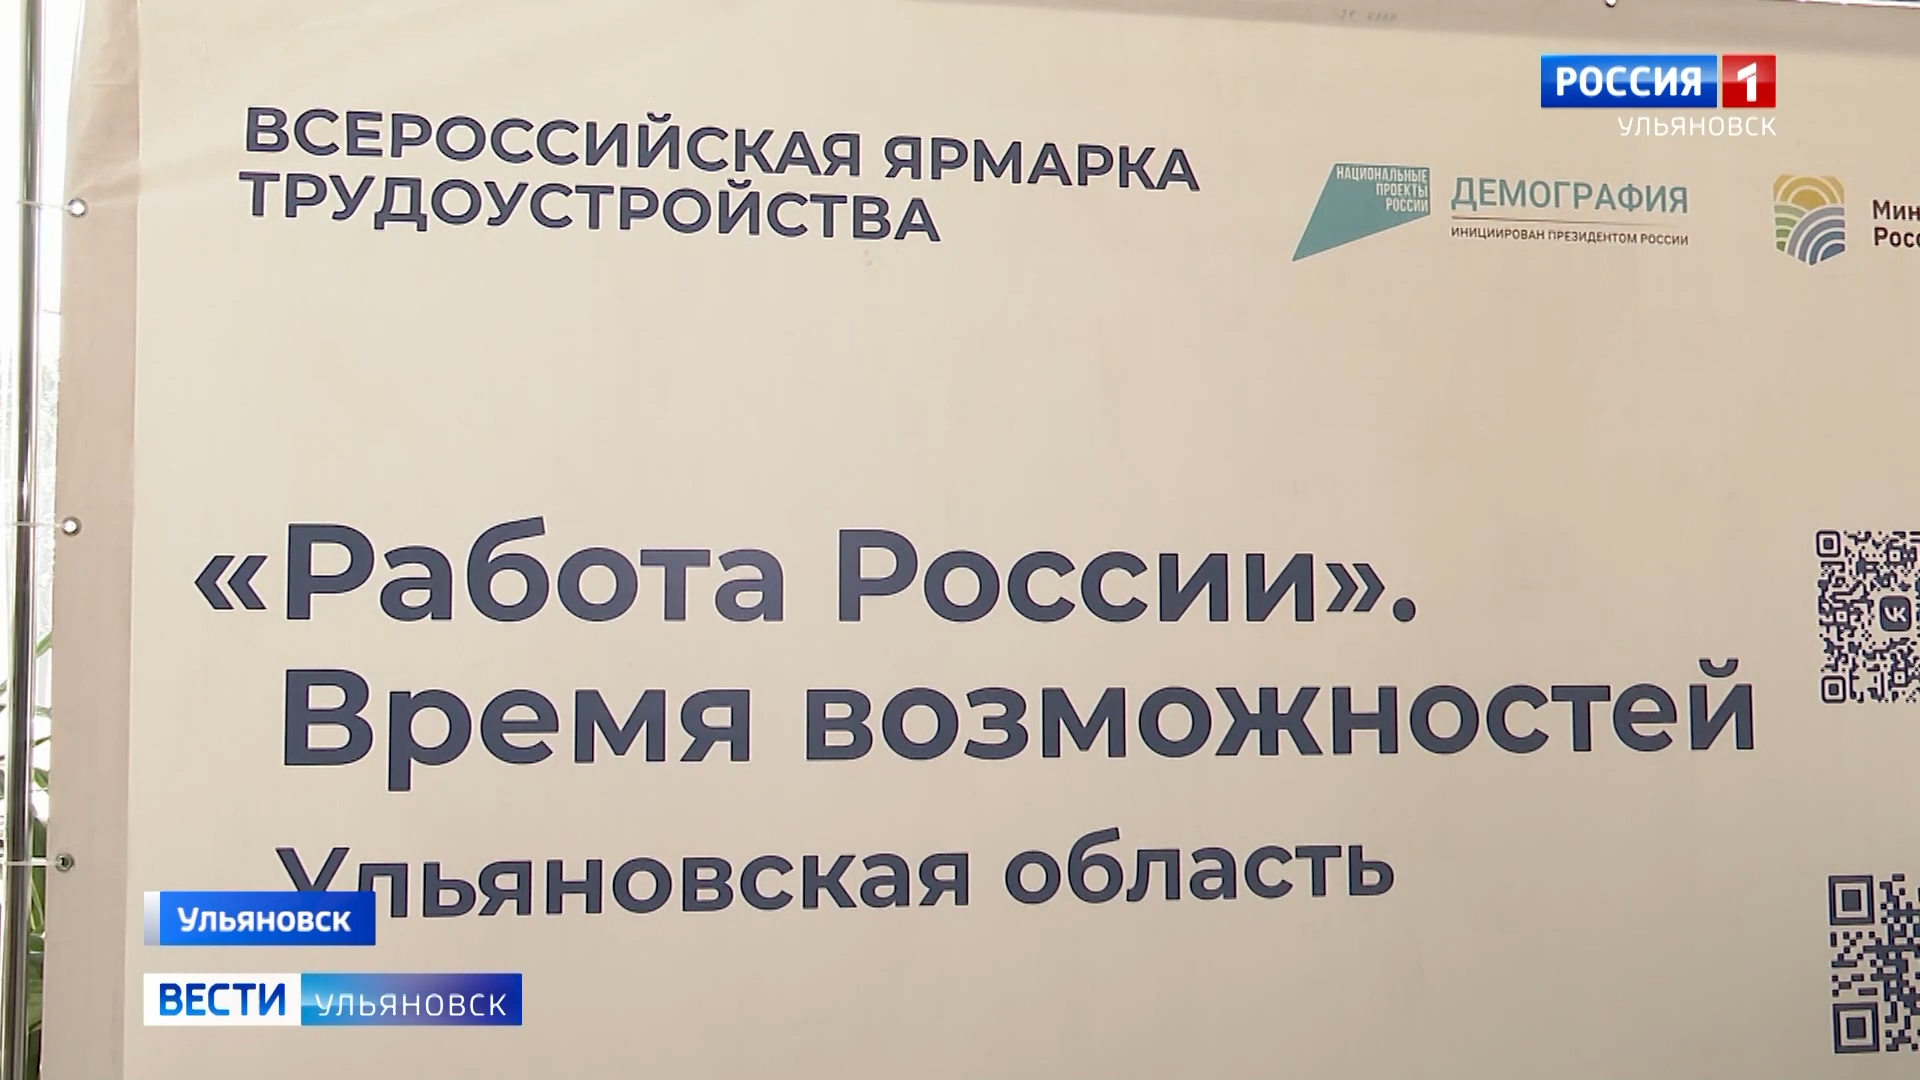 РОССИЯ 1
УЛЬЯНОВСК
ВСЕРОССИЙСКАЯ ЯРМАРКА
ТРУДОУСТРОЙСТВА
НАЦИОНАЛЬНЫЕ
ПРОЕКТЫ
РОССИИ
ДЕМОГРАФИЯ
ИНИЦИИРОВАН ПРЕЗИДЕНТОМ РОССИИ
«Работа России».
Время возможностей
Ульяновская область
Ульяновск
ВЕСТИ УЛЬЯНОВСК